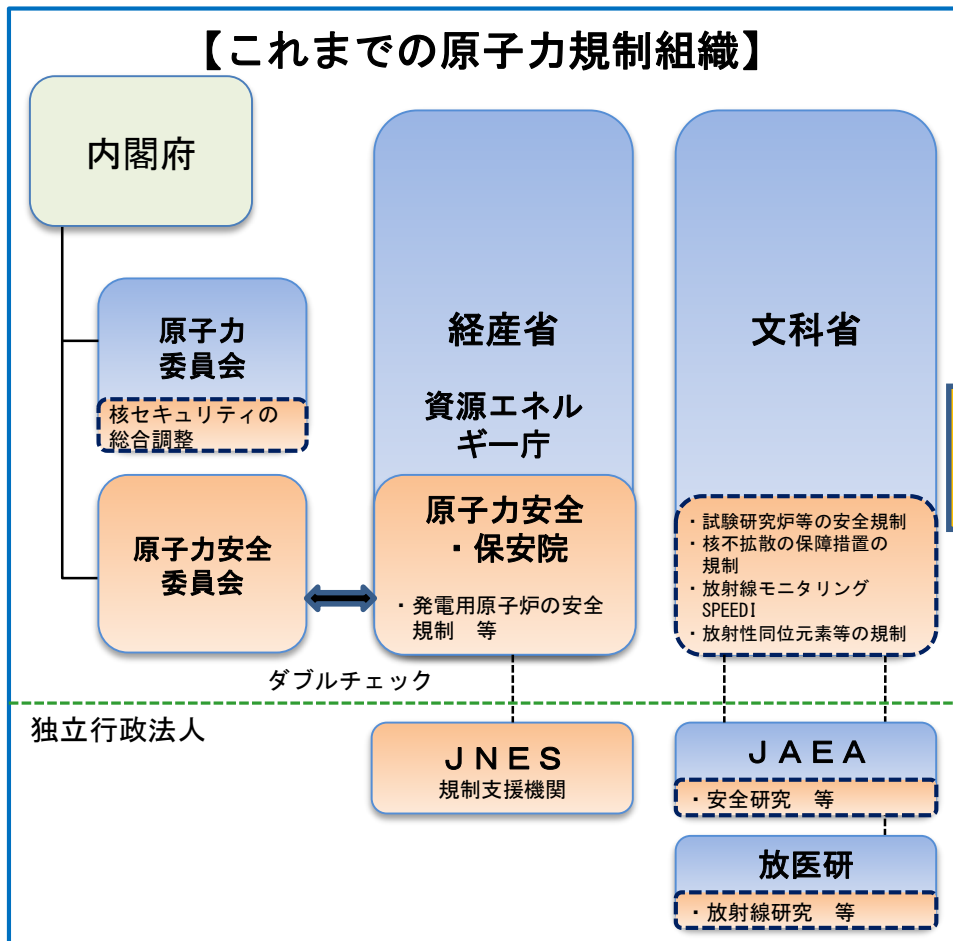 【これまでの原子力規制組織】
内閣府
原子力
委員会
核セキュリティの
総合調整
原子力安全
委員会
経産省
資源エネル
ギー庁
原子力安全
・保安院
・発電用原子炉の安全
規制　等
ダブルチェック
文科省
・試験研究炉等の安全規制
・核不拡散の保障措置の
規制
・放射線モニタリング
SPEEDI
・放射性同位元素等の規制
独立行政法人
ＪＮＥＳ
規制支援機関
ＪＡＥＡ
・安全研究　等
放医研
・放射線研究　等